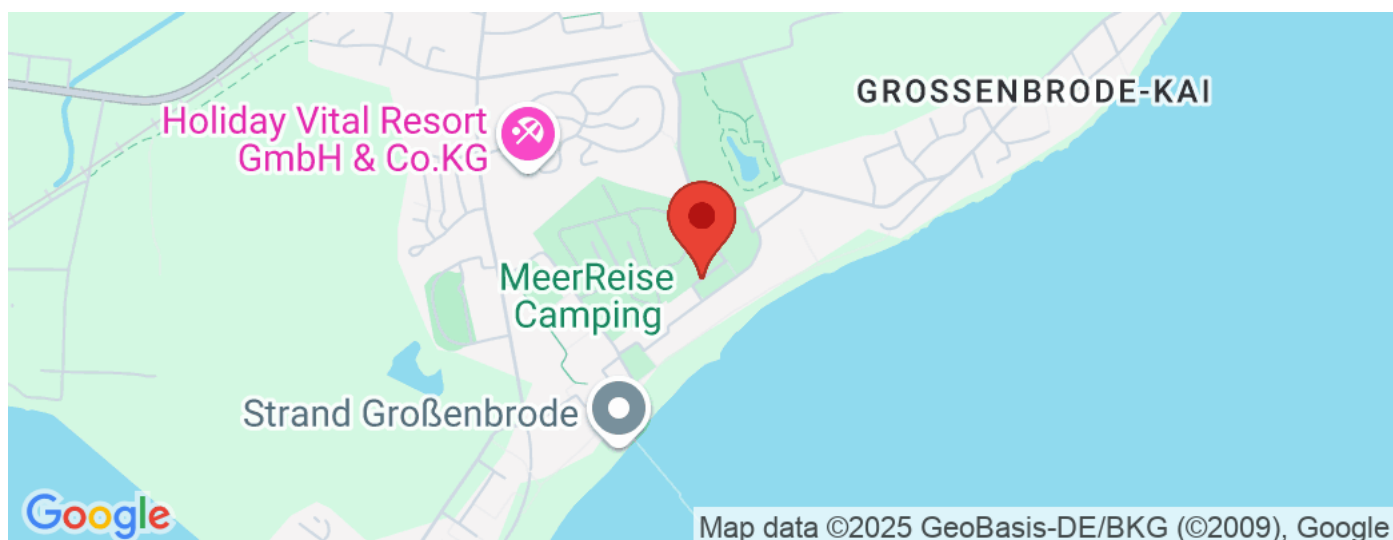 GROSSENBRODE-KAI
Holiday Vital Resort
GmbH & Co.KG
MeerReise
Camping
Strand Großenbrode
Google
Map data ©2025 GeoBasis-DE/BKG (©2009), Google